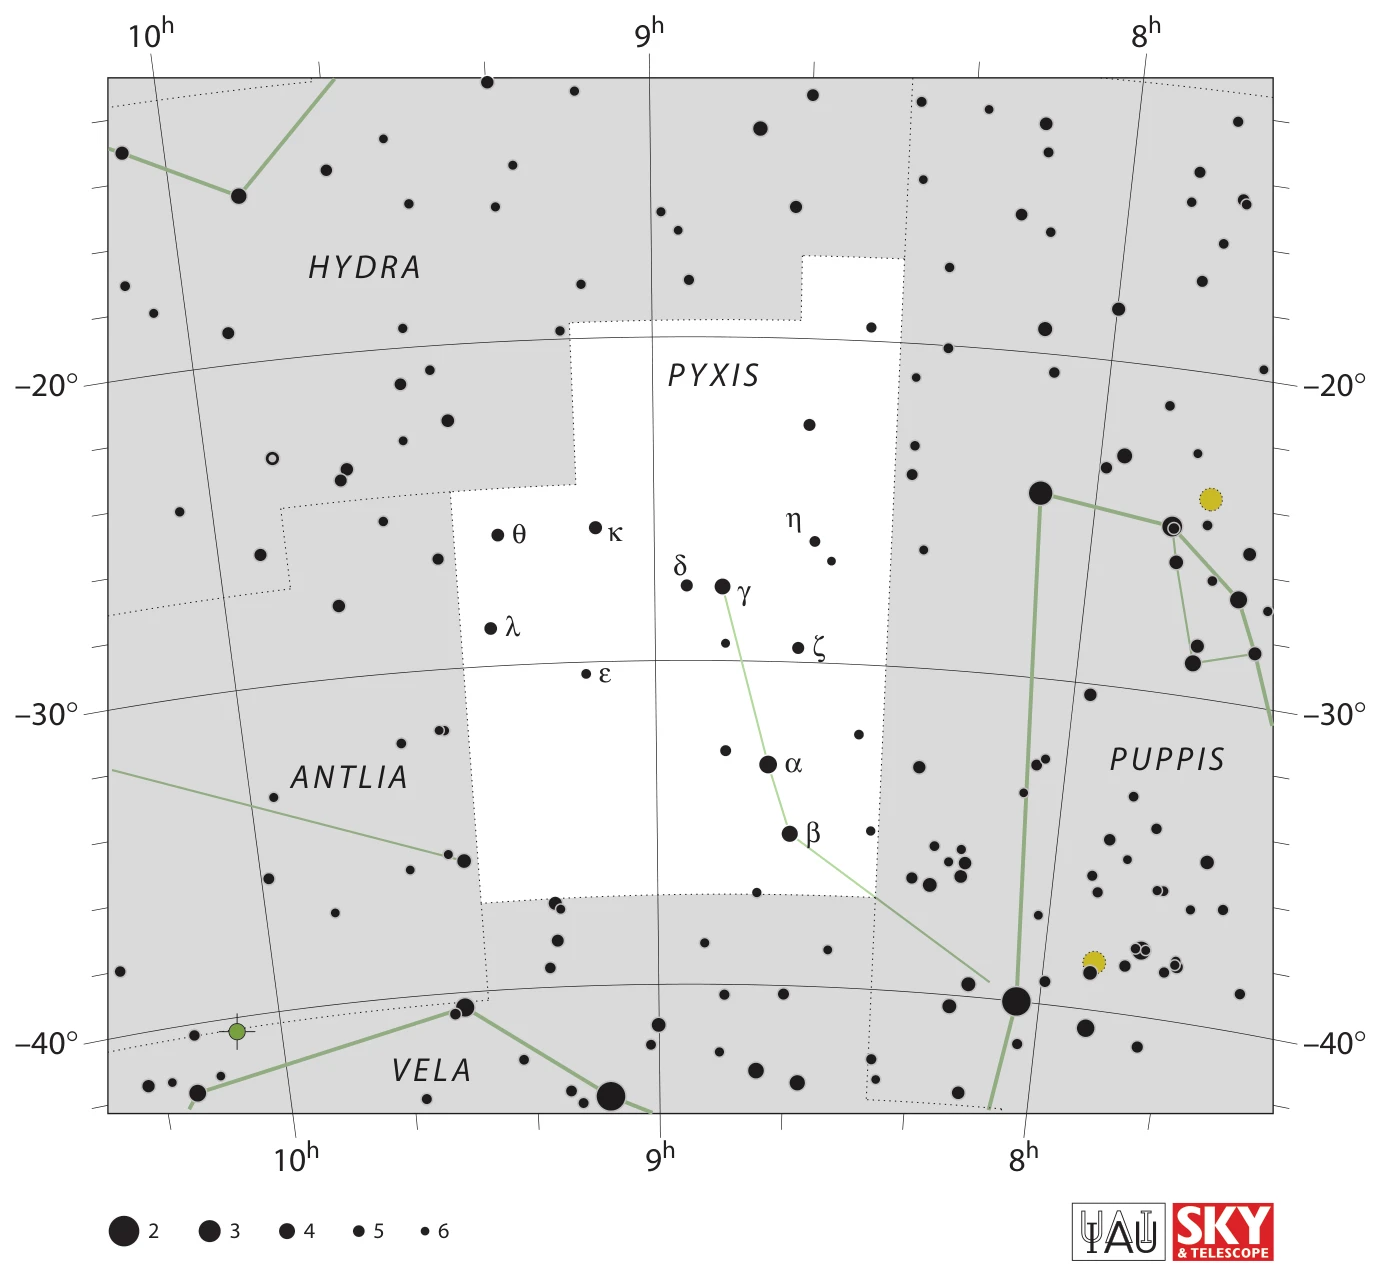 10h 9h 8h
HYDRA
PYXIS
–20° –20°
η
θ κ
δ
γ
λ
ζ
ε
–30° –30°
PUPPIS
ANTLIA
α
β
–40° –40°
VELA
10h 9h 8h
2 3 4 5 6
IAU
SKY
& TELESCOPE